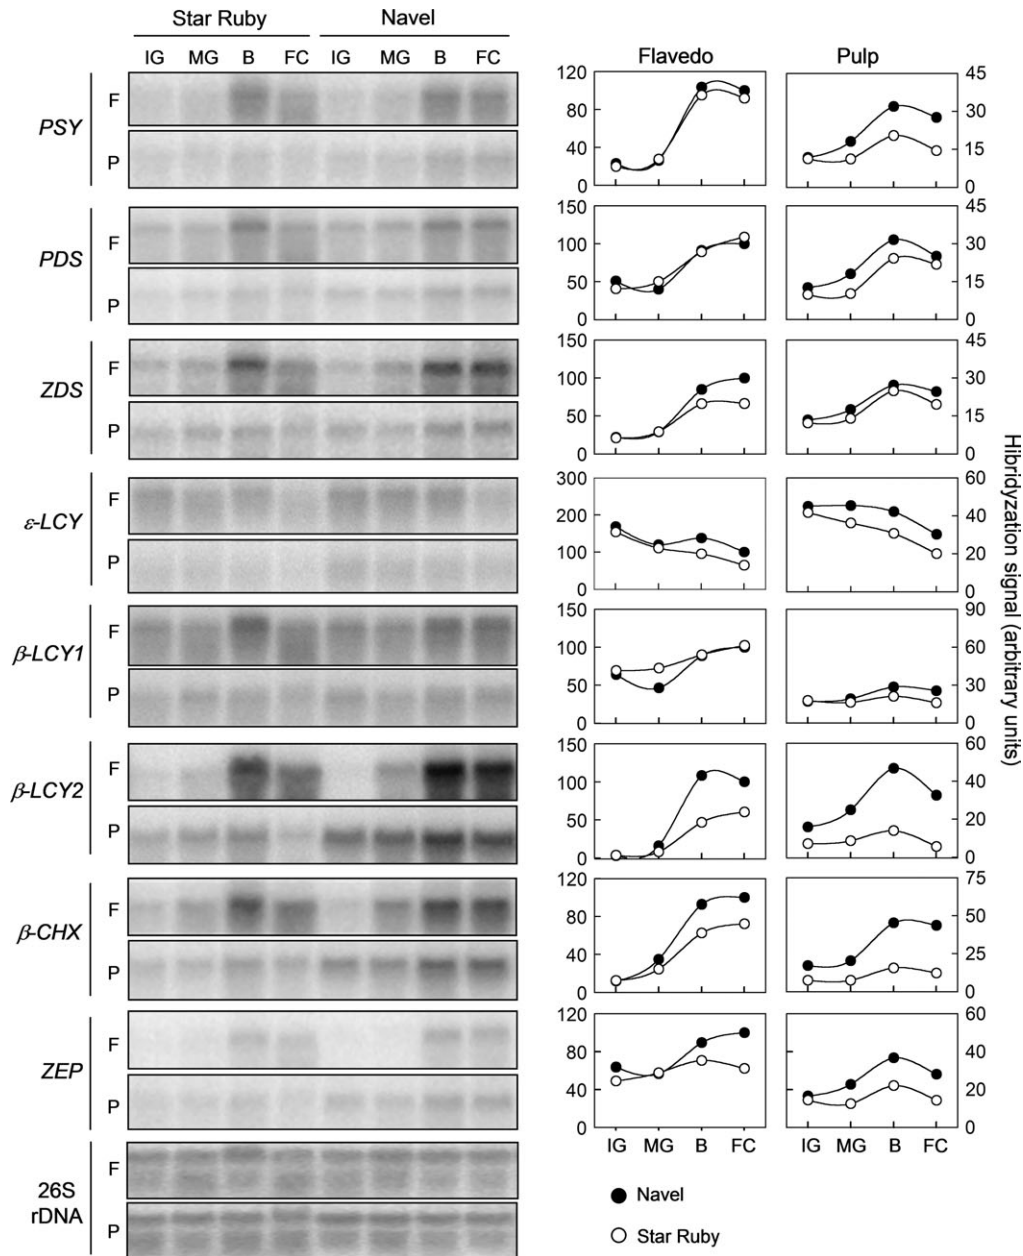 Star Ruby Navel
IG MG B FC IG MG B FC
Flavedo Pulp
PSY
F
P
120
80
40
0
45
30
15
0
PDS
F
P
150
100
50
0
45
30
15
0
ZDS
F
P
150
100
50
0
45
30
15
0
ε-LCY
F
P
300
200
100
0
60
40
20
0
β-LCY1
F
P
150
100
50
0
90
60
30
0
β-LCY2
F
P
150
100
50
0
60
40
20
0
β-CHX
F
P
120
80
40
0
75
50
25
0
ZEP
F
P
120
80
40
0
60
40
20
0
IG MG B FC IG MG B FC
Hibridyzation signal (arbitrary units)
26S
rDNA
F
P
Navel
Star Ruby